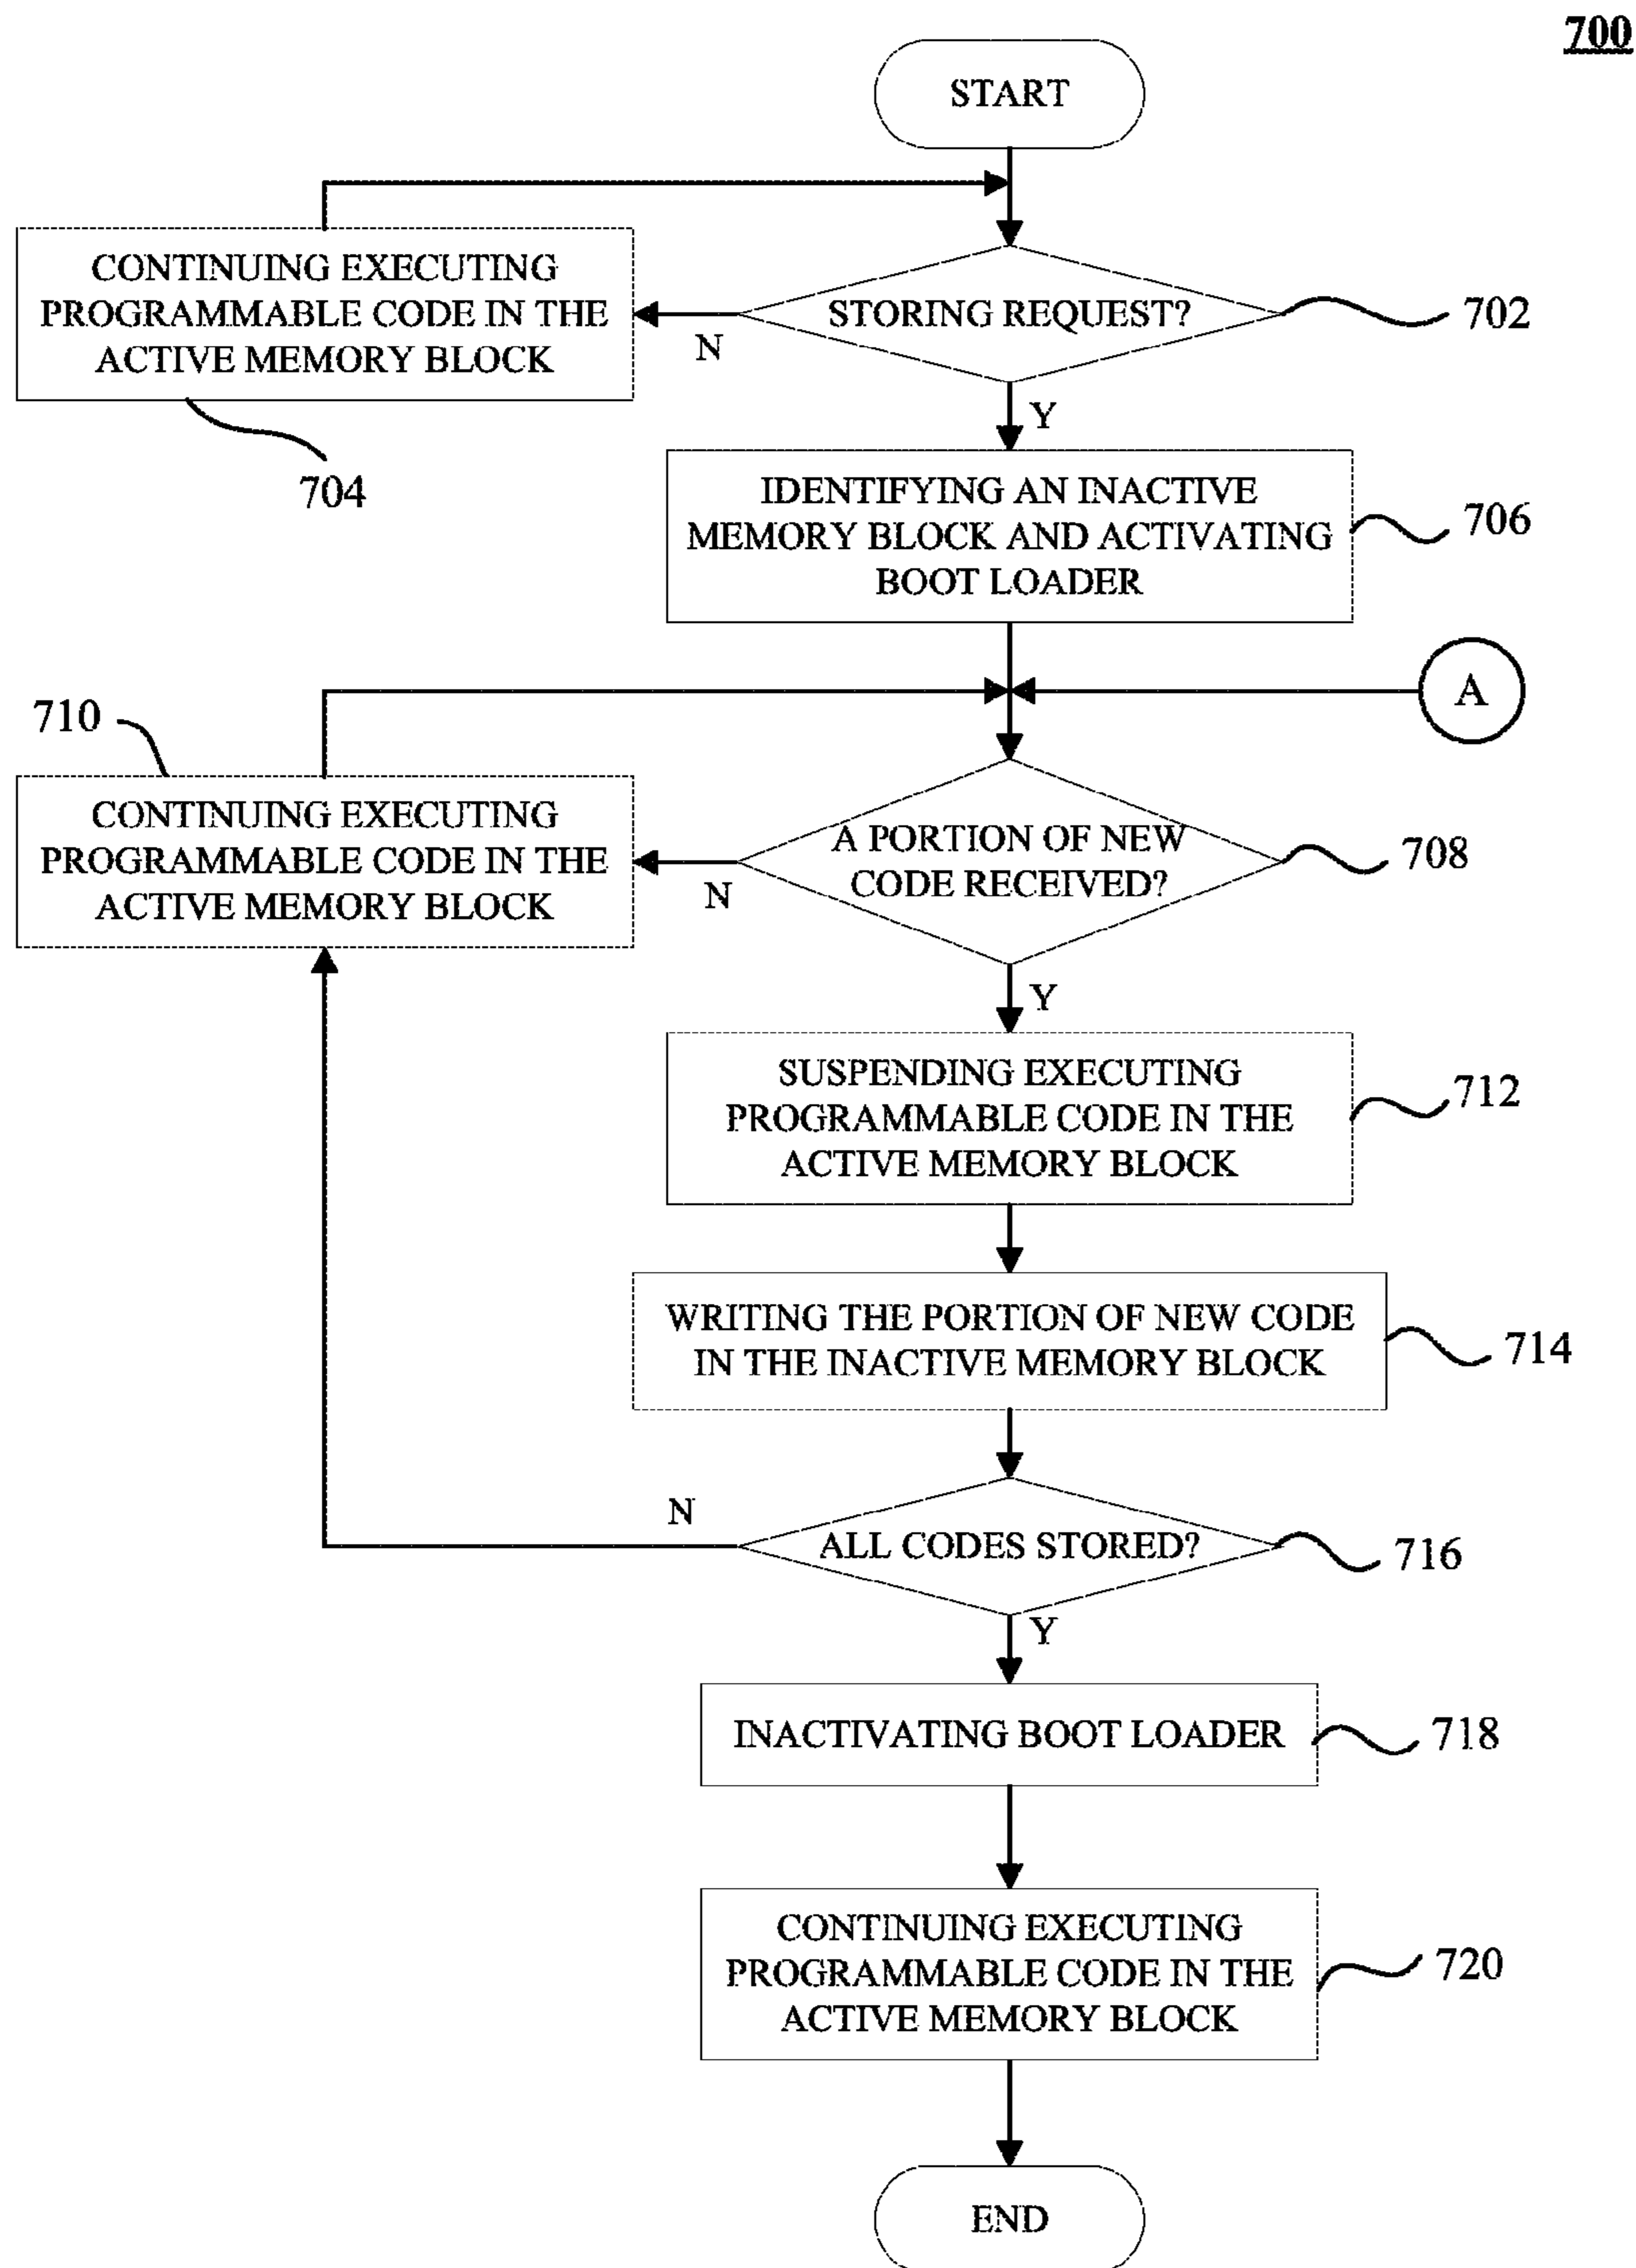 700
START
CONTINUING EXECUTING
PROGRAMMABLE CODE IN THE
ACTIVE MEMORY BLOCK
N
STORING REQUEST?
702
704
Y
IDENTIFYING AN INACTIVE
MEMORY BLOCK AND ACTIVATING
BOOT LOADER
706
A
710
CONTINUING EXECUTING
PROGRAMMABLE CODE IN THE
ACTIVE MEMORY BLOCK
N
A PORTION OF NEW
CODE RECEIVED?
708
Y
SUSPENDING EXECUTING
PROGRAMMABLE CODE IN THE
ACTIVE MEMORY BLOCK
712
WRITING THE PORTION OF NEW CODE
IN THE INACTIVE MEMORY BLOCK
714
N
ALL CODES STORED?
716
Y
INACTIVATING BOOT LOADER
718
CONTINUING EXECUTING
PROGRAMMABLE CODE IN THE
ACTIVE MEMORY BLOCK
720
END